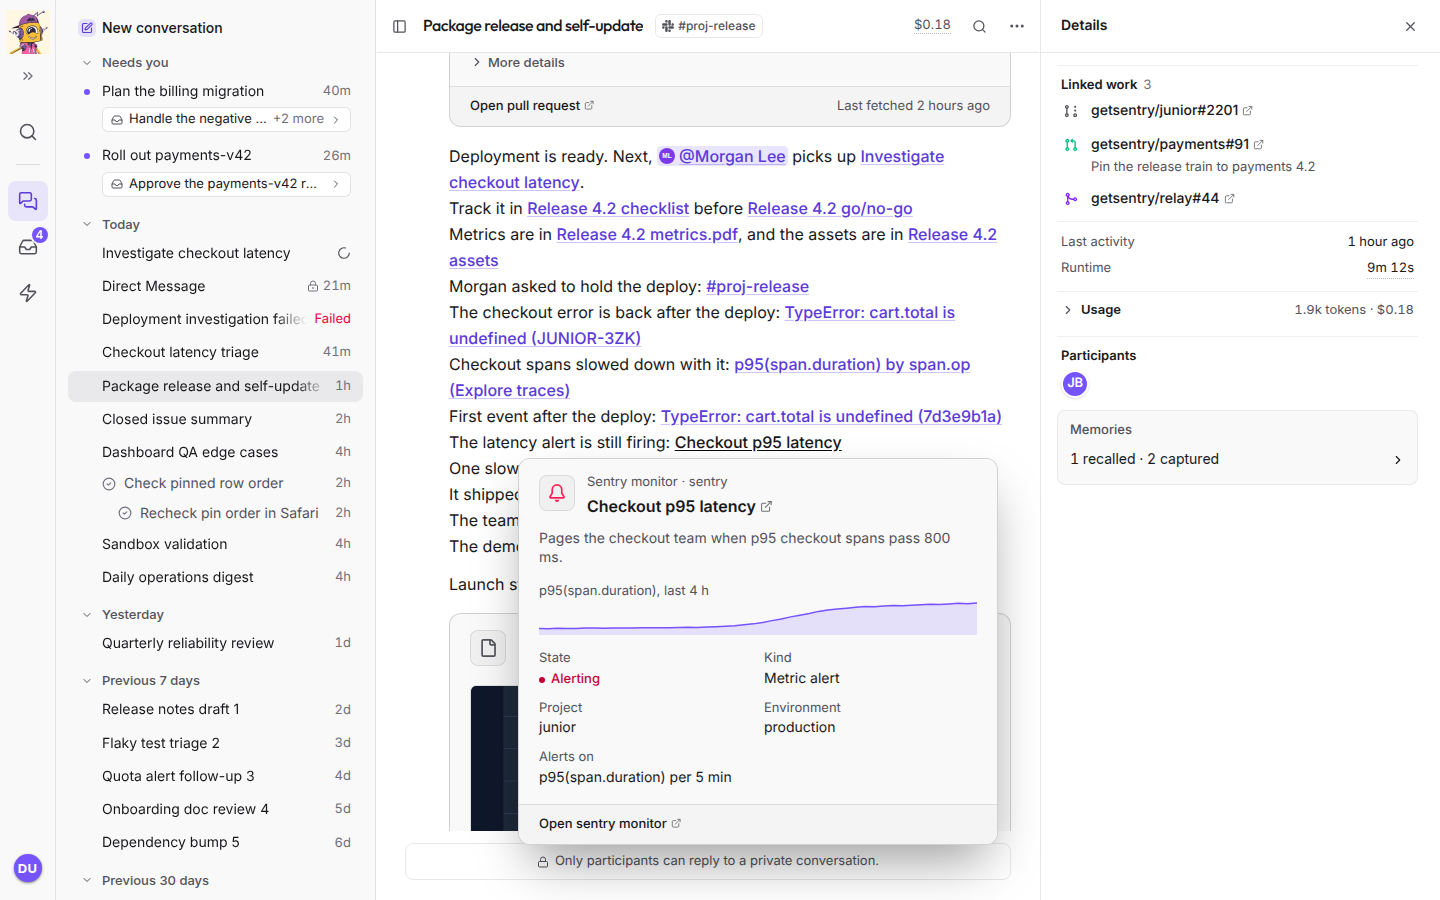 New conversation
Needs you
Plan the billing migration 40m
Handle the negative ... +2 more
Roll out payments-v42 26m
Approve the payments-v42 r...
Today
Investigate checkout latency
Direct Message 21m
Deployment investigation failed Failed
Checkout latency triage 41m
Package release and self-update 1h
Closed issue summary 2h
Dashboard QA edge cases 4h
Check pinned row order 2h
Recheck pin order in Safari 2h
Sandbox validation 4h
Daily operations digest 4h
Yesterday
Quarterly reliability review 1d
Previous 7 days
Release notes draft 1 2d
Flaky test triage 2 3d
Quota alert follow-up 3 4d
Onboarding doc review 4 5d
Dependency bump 5 6d
Previous 30 days
4
DU
Package release and self-update #proj-release $0.18
More details
Open pull request Last fetched 2 hours ago
Deployment is ready. Next, ML @Morgan Lee picks up Investigate
checkout latency.
Track it in Release 4.2 checklist before Release 4.2 go/no-go
Metrics are in Release 4.2 metrics.pdf, and the assets are in Release 4.2
assets
Morgan asked to hold the deploy: #proj-release
The checkout error is back after the deploy: TypeError: cart.total is
undefined (JUNIOR-3ZK)
Checkout spans slowed down with it: p95(span.duration) by span.op
(Explore traces)
First event after the deploy: TypeError: cart.total is undefined (7d3e9b1a)
The latency alert is still firing: Checkout p95 latency
One slow
It shipped
The team
The demo
Launch s
Sentry monitor · sentry
Checkout p95 latency
Pages the checkout team when p95 checkout spans pass 800
ms.
p95(span.duration), last 4 h
State Kind
Alerting Metric alert
Project Environment
junior production
Alerts on
p95(span.duration) per 5 min
Open sentry monitor
Only participants can reply to a private conversation.
Details
Linked work 3
getsentry/junior#2201
getsentry/payments#91
Pin the release train to payments 4.2
getsentry/relay#44
Last activity 1 hour ago
Runtime 9m 12s
Usage 1.9k tokens · $0.18
Participants
JB
Memories
1 recalled · 2 captured